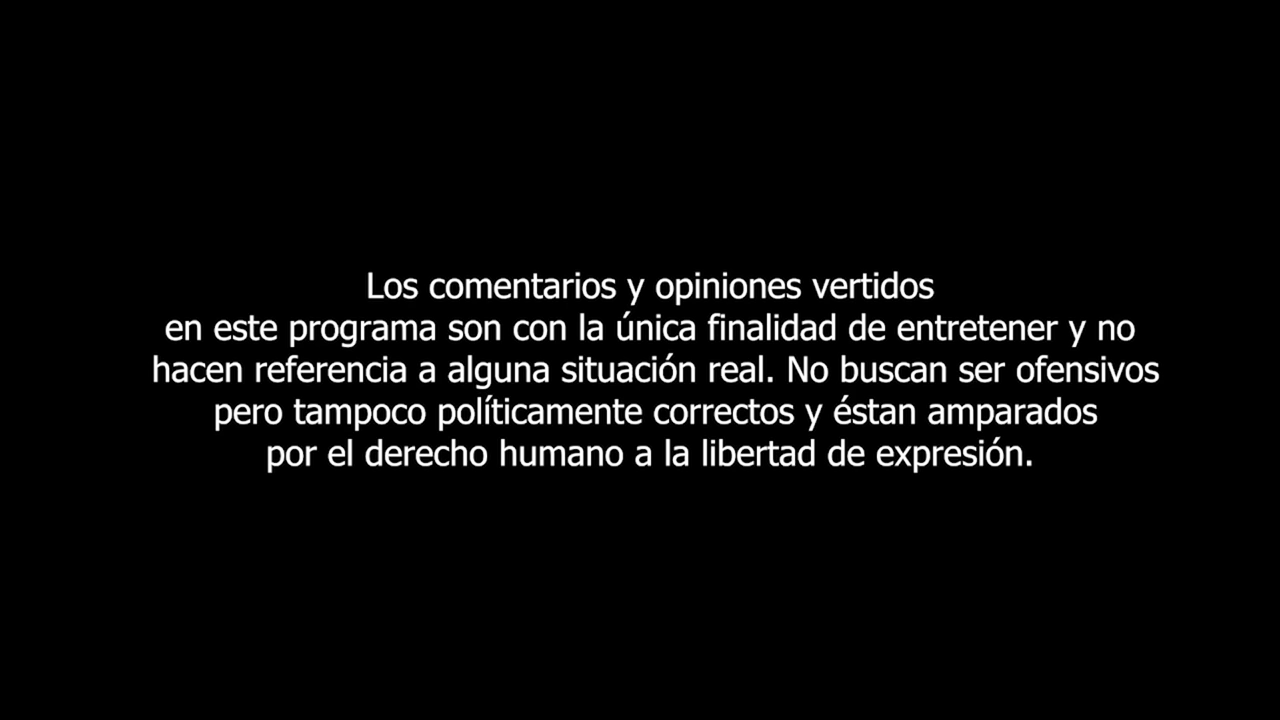 Los comentarios y opiniones vertidos
en este programa son con la única finalidad de entretener y no
hacen referencia a alguna situación real. No buscan ser ofensivos
pero tampoco políticamente correctos y éstan amparados
por el derecho humano a la libertad de expresión.